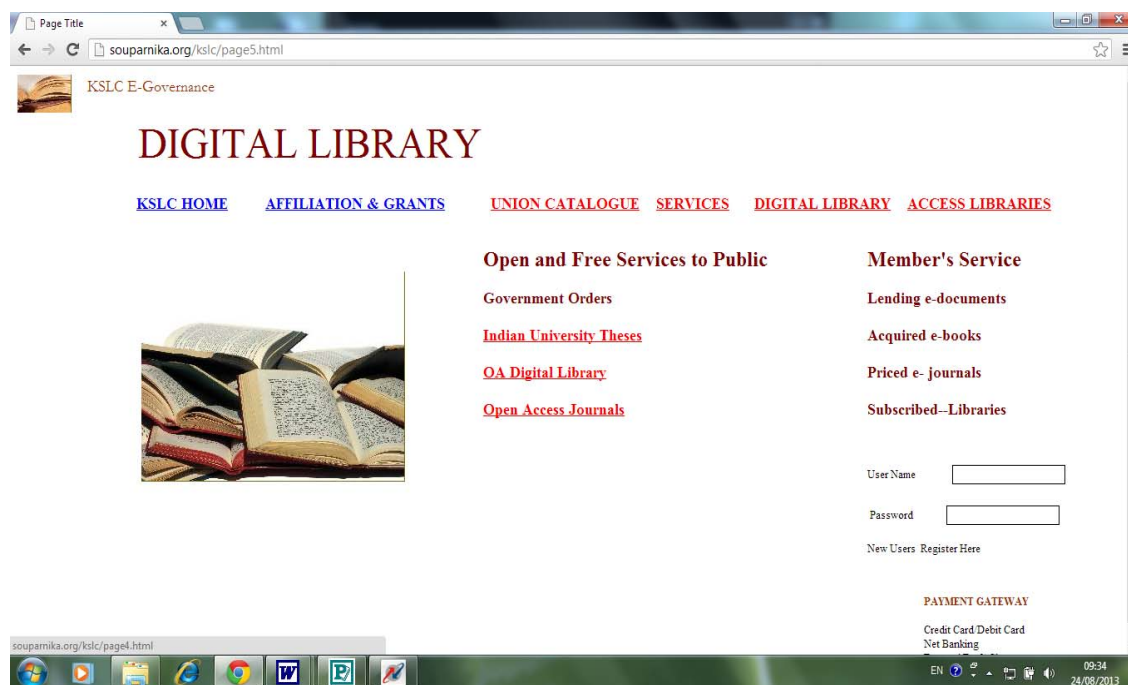 Page Title
souparnika.org/kslc/page5.html
KSLC E-Governance
DIGITAL LIBRARY
KSLC HOME AFFILIATION & GRANTS UNION CATALOGUE SERVICES DIGITAL LIBRARY ACCESS LIBRARIES
Open and Free Services to Public
Government Orders
Indian University Theses
OA Digital Library
Open Access Journals
Member's Service
Lending e-documents
Acquired e-books
Priced e- journals
Subscribed--Libraries
User Name
Password
New Users Register Here
PAYMENT GATEWAY
Credit Card/Debit Card
Net Banking
souparnika.org/kslc/page4.html
EN
09:34
24/08/2013